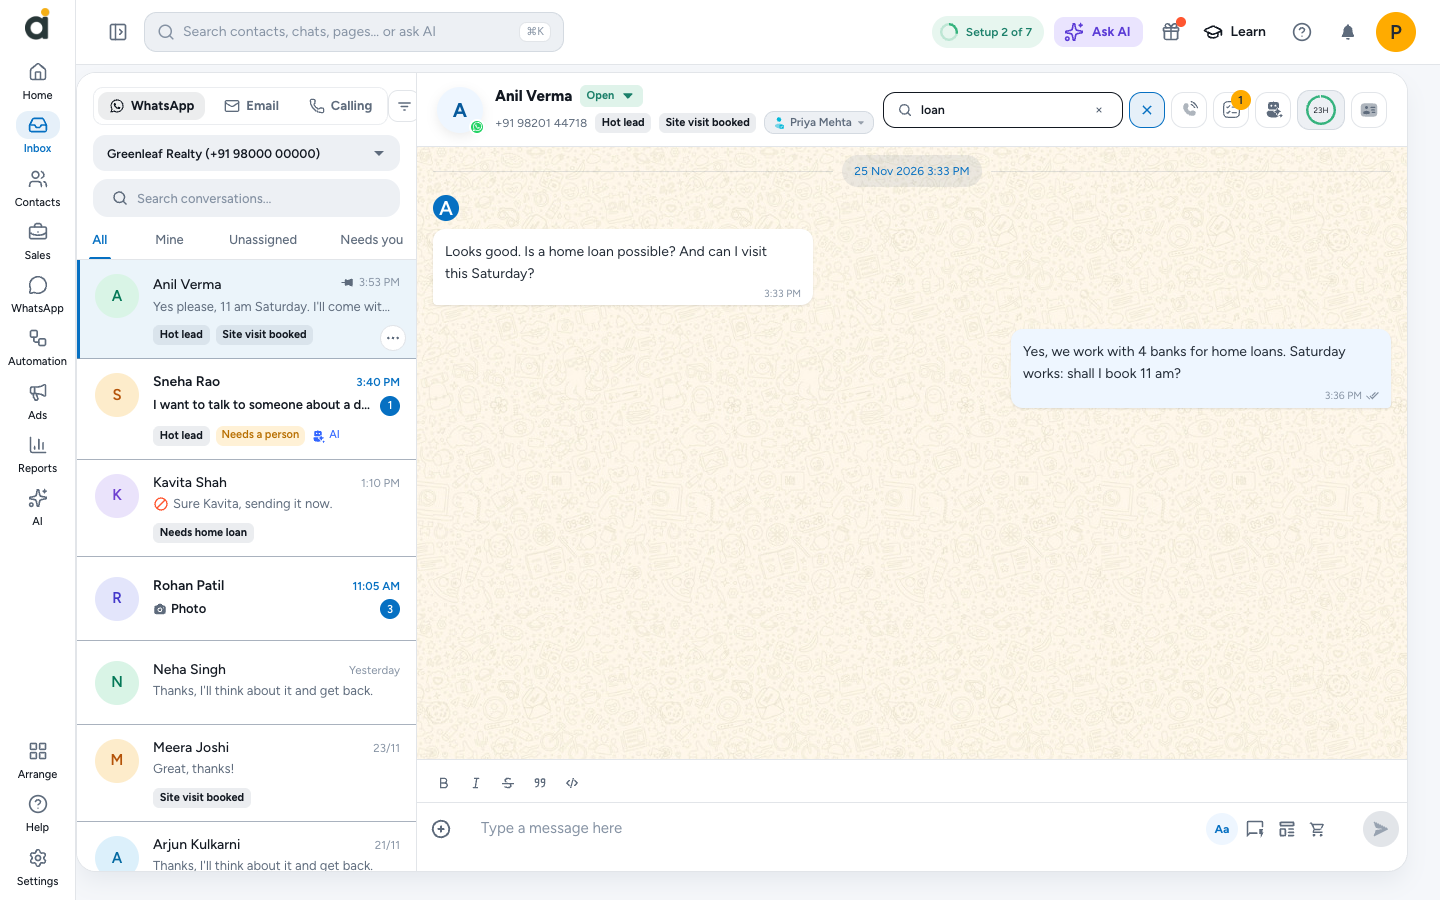 Search contacts, chats, pages... or ask AI
⌘K
Setup 2 of 7
Ask AI
Learn
P
Home
Inbox
Contacts
Sales
WhatsApp
Automation
Ads
Reports
AI
Arrange
Help
Settings
WhatsApp
Email
Calling
Greenleaf Realty (+91 98000 00000)
Search conversations...
All
Mine
Unassigned
Needs you
A
Anil Verma
3:53 PM
Yes please, 11 am Saturday. I'll come wit...
Hot lead
Site visit booked
S
Sneha Rao
3:40 PM
I want to talk to someone about a d...
1
Hot lead
Needs a person
AI
K
Kavita Shah
1:10 PM
Sure Kavita, sending it now.
Needs home loan
R
Rohan Patil
11:05 AM
Photo
3
N
Neha Singh
Yesterday
Thanks, I'll think about it and get back.
M
Meera Joshi
23/11
Great, thanks!
Site visit booked
A
Arjun Kulkarni
21/11
Thanks, I'll think about it and get back.
A
Anil Verma
Open
+91 98201 44718
Hot lead
Site visit booked
Priya Mehta
loan
1
23H
25 Nov 2026 3:33 PM
A
Looks good. Is a home loan possible? And can I visit
this Saturday?
3:33 PM
Yes, we work with 4 banks for home loans. Saturday
works: shall I book 11 am?
3:36 PM
B
I
S
Type a message here
Aa